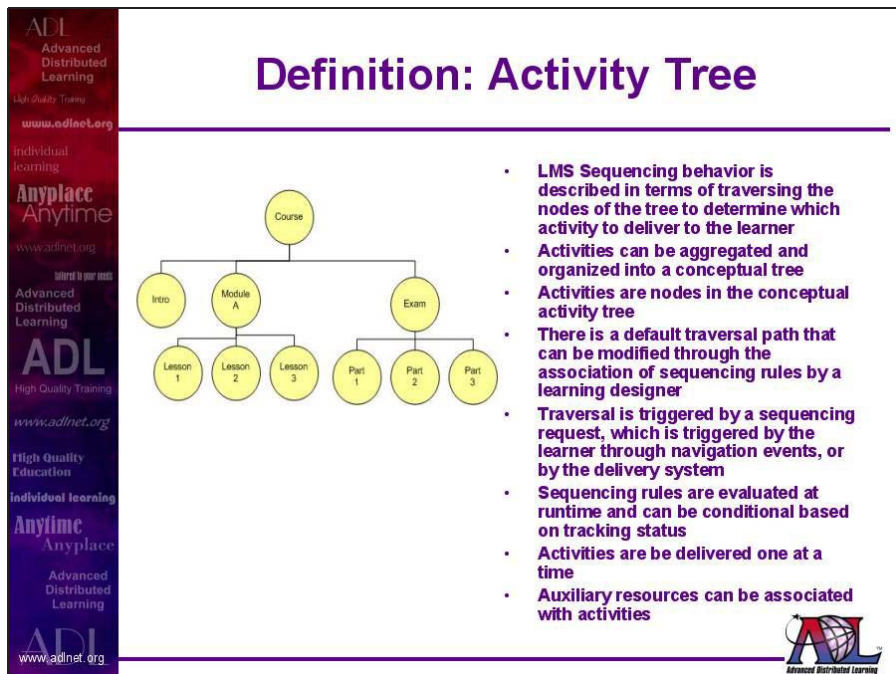 ADL
Advanced
Distributed
Learning
High Quality Training
www.adlnet.org
individual
learning
Anyplace
Anytime
www.adlnet.org
tailored to your needs
Advanced
Distributed
Learning
ADL
High Quality Training
www.adlnet.org
High Quality
Education
individual learning
Anytime
Anyplace
Advanced
Distributed
Learning
ADL
www.adlnet.org
Definition: Activity Tree
Course
Intro
Module
A
Exam
Lesson
1
Lesson
2
Lesson
3
Part
1
Part
2
Part
3
• LMS Sequencing behavior is
described in terms of traversing the
nodes of the tree to determine which
activity to deliver to the learner
• Activities can be aggregated and
organized into a conceptual tree
• Activities are nodes in the conceptual
activity tree
• There is a default traversal path that
can be modified through the
association of sequencing rules by a
learning designer
• Traversal is triggered by a sequencing
request, which is triggered by the
learner through navigation events, or
by the delivery system
• Sequencing rules are evaluated at
runtime and can be conditional based
on tracking status
• Activities are be delivered one at a
time
• Auxiliary resources can be associated
with activities
ADL
TM
Advanced Distributed Learning